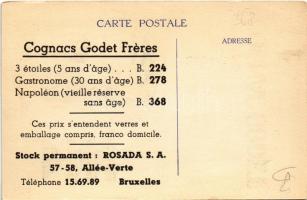 CARTE POSTALE
Cognacs Godet Frères
3 étoiles (5 ans d'âge) . . . B. 224
Gastronome (30 ans d'âge) B. 278
Napoléon (vieille réserve
sans âge) B. 368
Ces prix s'entendent verres et
emballage compris, franco domicile.
Stock permanent : ROSADA S. A.
57-58, Allée-Verte
Téléphone 15.69.89 Bruxelles
ADRESSE